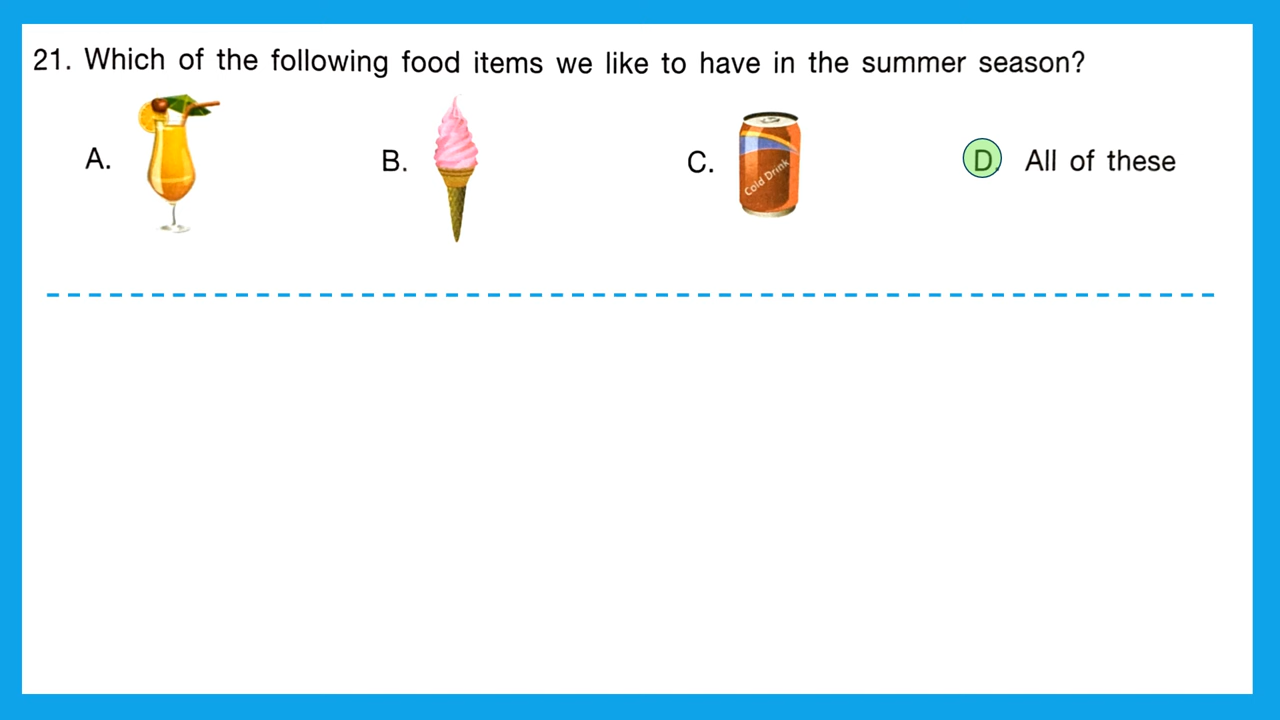 21. Which of the following food items we like to have in the summer season?
A. B. C. Cold Drink D. All of these